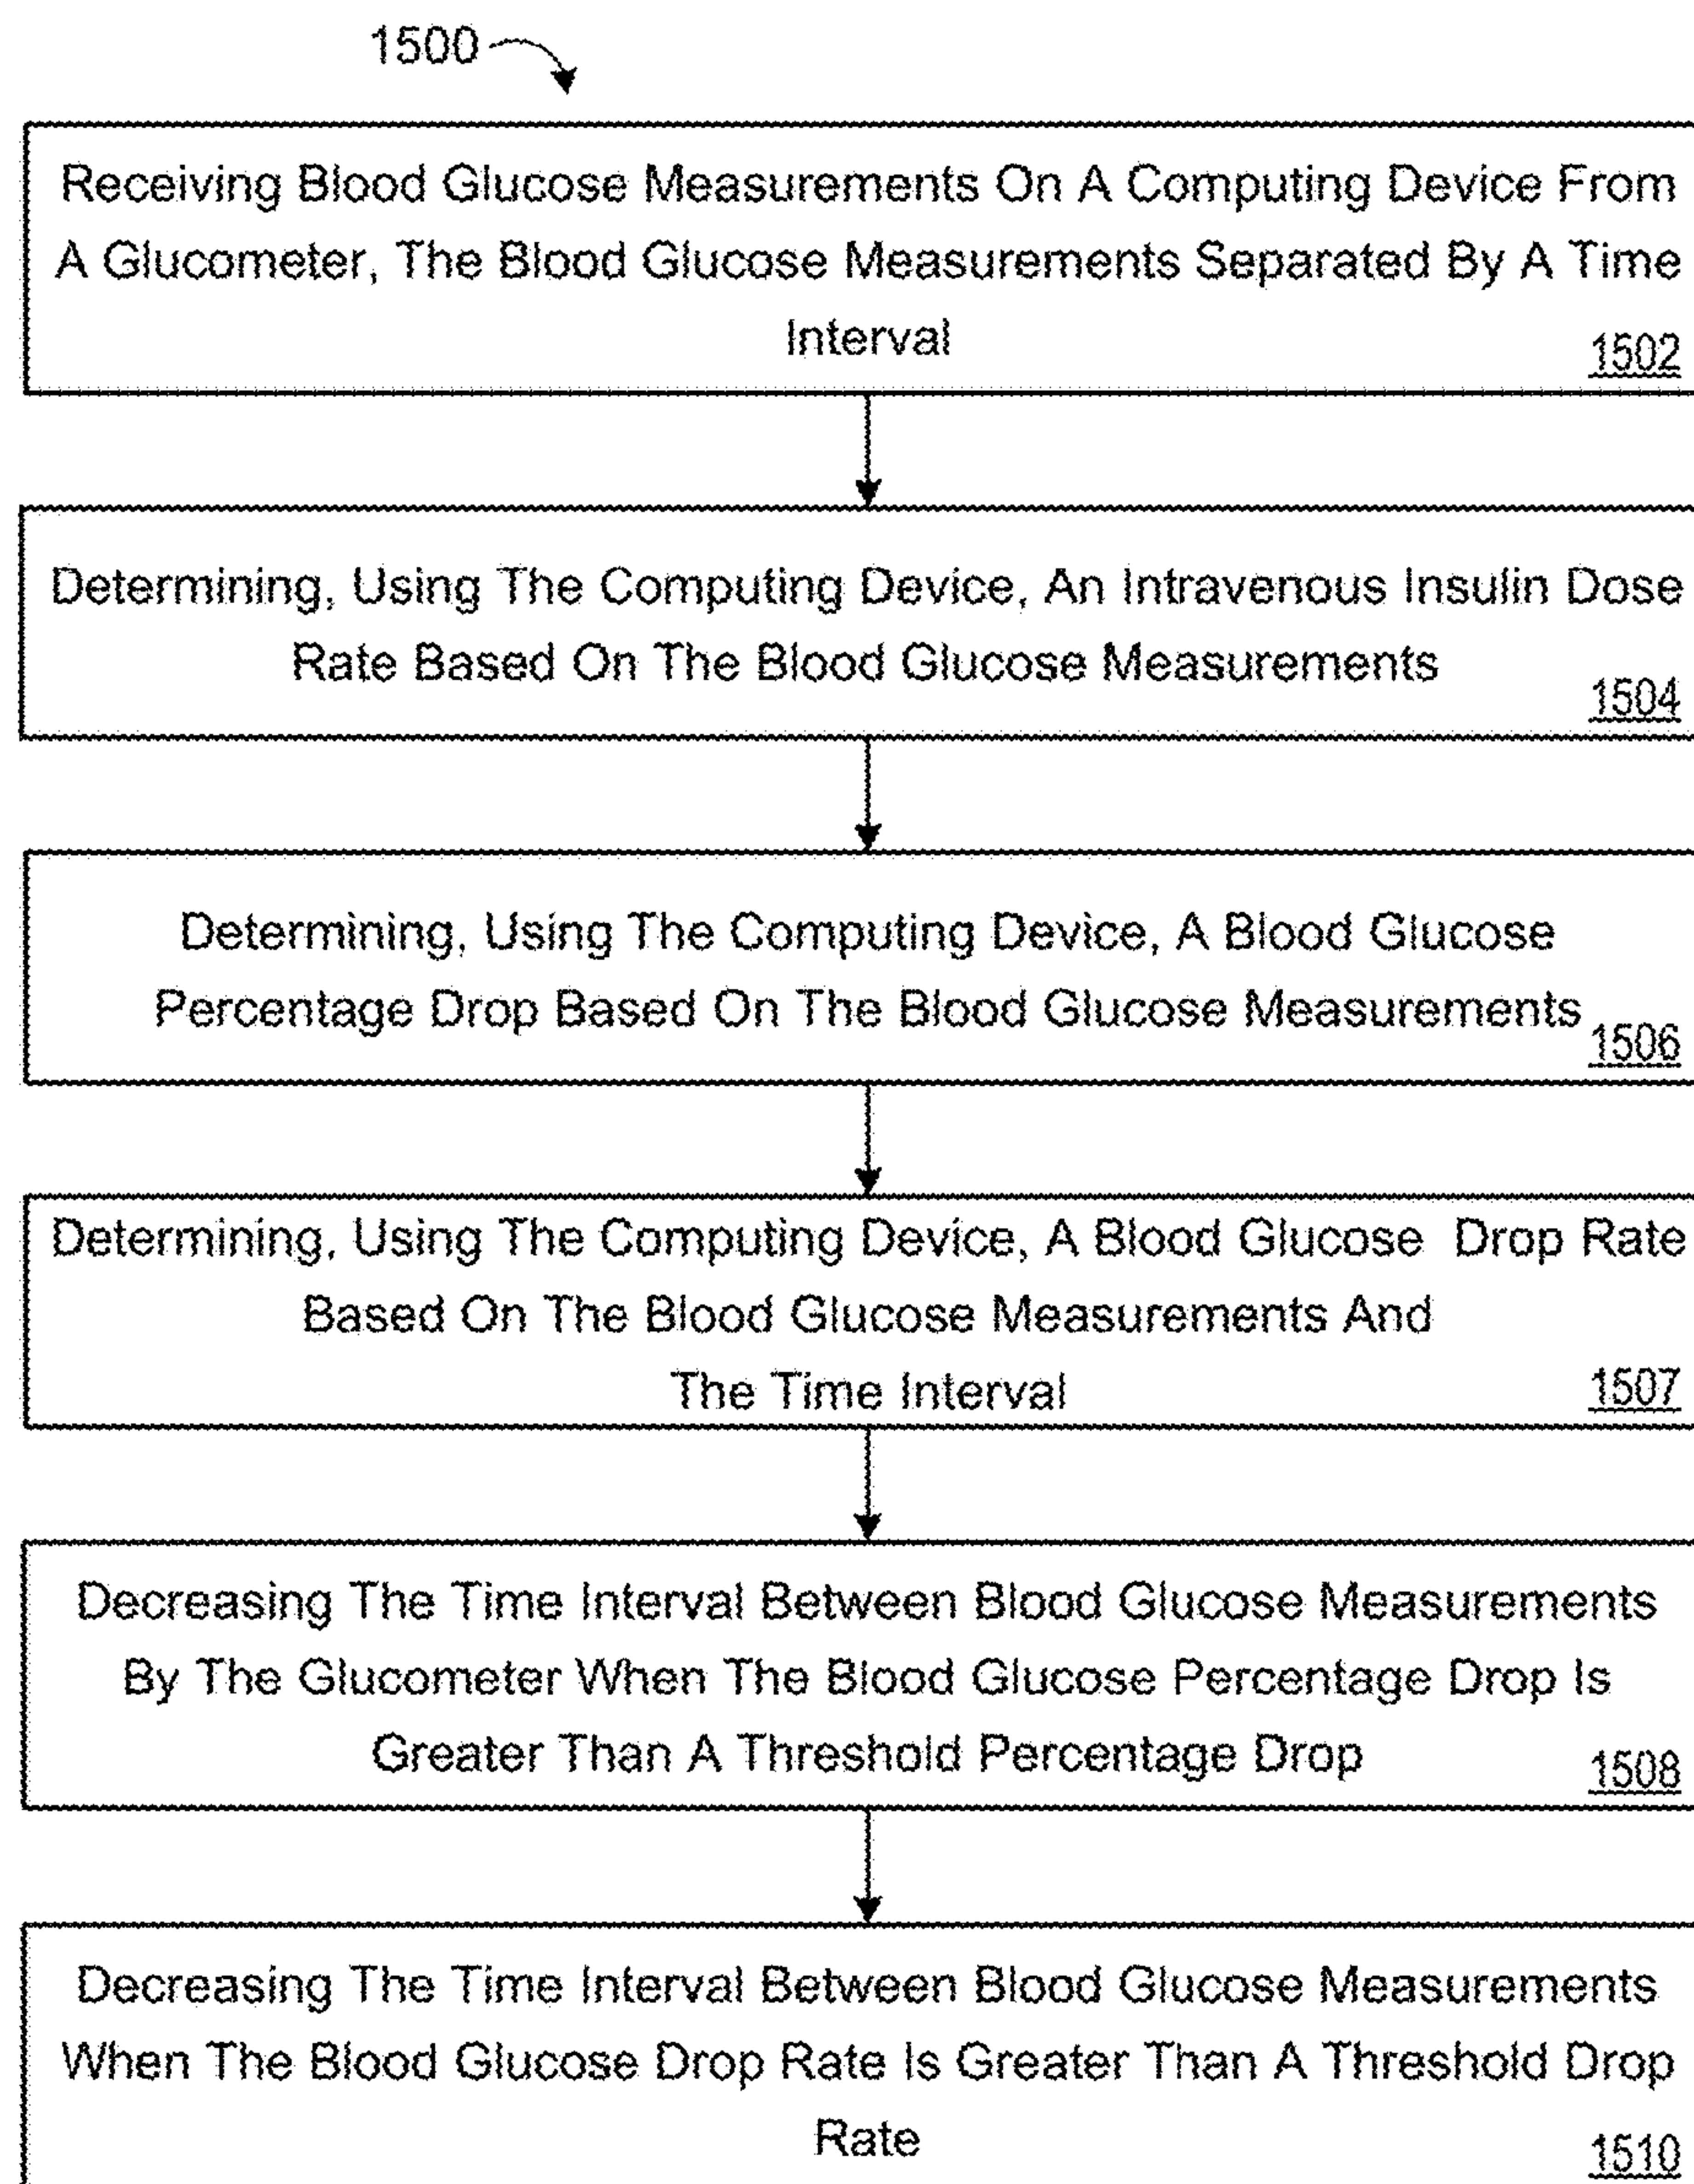 1500
Receiving Blood Glucose Measurements On A Computing Device From
A Glucometer, The Blood Glucose Measurements Separated By A Time
Interval
1502
Determining, Using The Computing Device, An Intravenous Insulin Dose
Rate Based On The Blood Glucose Measurements
1504
Determining, Using The Computing Device, A Blood Glucose
Percentage Drop Based On The Blood Glucose Measurements
1506
Determining, Using The Computing Device, A Blood Glucose Drop Rate
Based On The Blood Glucose Measurements And
The Time Interval
1507
Decreasing The Time Interval Between Blood Glucose Measurements
By The Glucometer When The Blood Glucose Percentage Drop Is
Greater Than A Threshold Percentage Drop
1508
Decreasing The Time Interval Between Blood Glucose Measurements
When The Blood Glucose Drop Rate Is Greater Than A Threshold Drop
Rate
1510